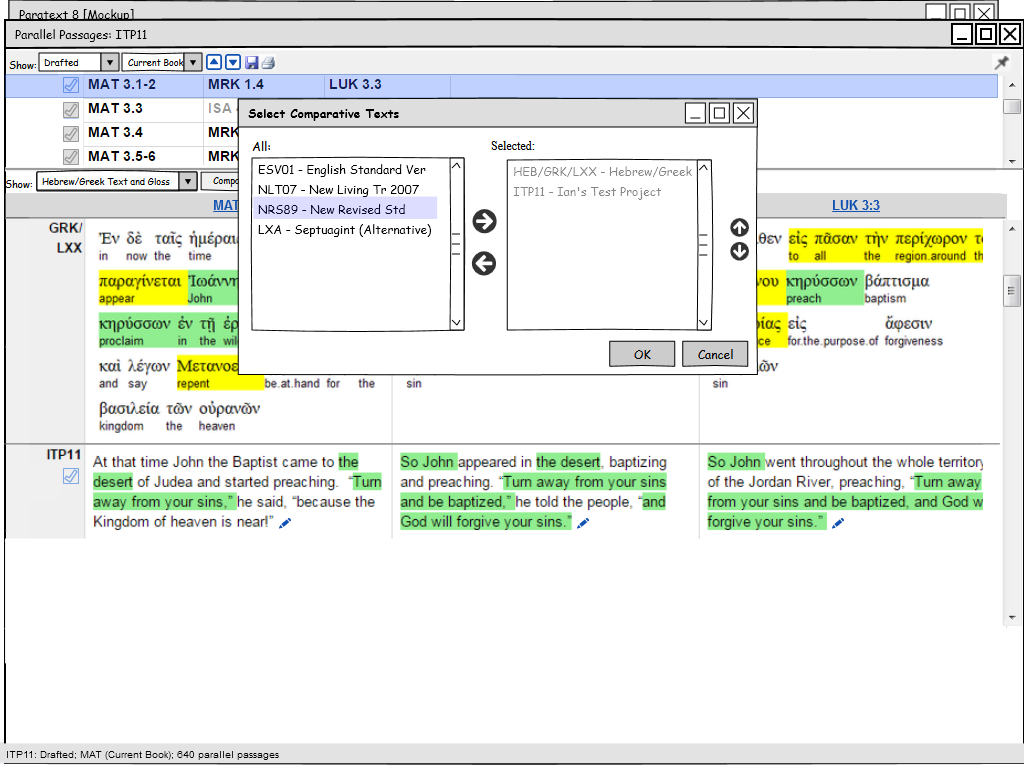 Paratext 8 [Mockup]
Parallel Passages: ITP11
Show: Drafted Current Book
MAT 3.1-2 MRK 1.4 LUK 3.3
MAT 3.3 ISA
MAT 3.4 MRK
MAT 3.5-6 MRK
Select Comparative Texts
All:
ESV01 - English Standard Ver
NLT07 - New Living Tr 2007
NRS89 - New Revised Std
LXA - Septuagint (Alternative)
Selected:
HEB/GRK/LXX - Hebrew/Greek
ITP11 - Ian's Test Project
OK Cancel
Show: Hebrew/Greek Text and Gloss Compa
MAT LUK 3:3
GRK/
LXX
Ἐν δὲ ταῖς ἡμέραι
in now the time
παραγίνεται Ἰωάννη
appear John
κηρύσσων ἐν τῇ ἐρ
proclaim in the wil
καὶ λέγων Μετανοε
and say repent be.at.hand for the
βασιλεία τῶν οὐρανῶν
kingdom the heaven
sin
θεν εἰς πᾶσαν τὴν περίχωρον τ
to all the region.around th
νου κηρύσσων βάπτισμα
preach baptism
ίας εἰς ἄφεσιν
ce for.the.purpose.of forgiveness
ῶν
sin
ITP11
At that time John the Baptist came to the
desert of Judea and started preaching. “Turn
away from your sins,” he said, “because the
Kingdom of heaven is near!”
So John appeared in the desert, baptizing
and preaching. “Turn away from your sins
and be baptized,” he told the people, “and
God will forgive your sins.”
So John went throughout the whole territory
of the Jordan River, preaching, “Turn away
from your sins and be baptized, and God w
forgive your sins.”
ITP11: Drafted; MAT (Current Book); 640 parallel passages